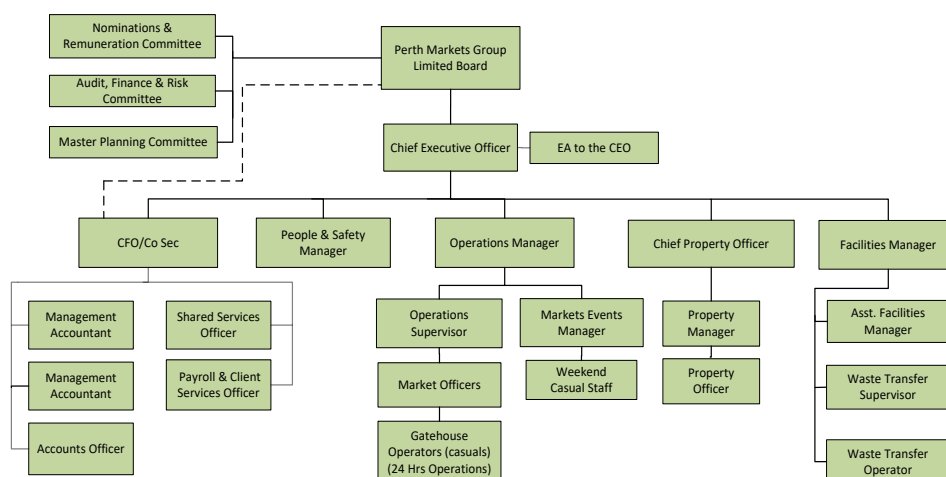 Nominations &
Remuneration Committee
Audit, Finance & Risk
Committee
Master Planning Committee
Perth Markets Group
Limited Board
Chief Executive Officer
EA to the CEO
CFO/Co Sec
People & Safety
Manager
Operations Manager
Chief Property Officer
Facilities Manager
Management
Accountant
Management
Accountant
Accounts Officer
Shared Services
Officer
Payroll & Client
Services Officer
Operations
Supervisor
Market Officers
Gatehouse
Operators (casuals)
(24 Hrs Operations)
Markets Events
Manager
Weekend
Casual Staff
Property
Manager
Property
Officer
Asst. Facilities
Manager
Waste Transfer
Supervisor
Waste Transfer
Operator